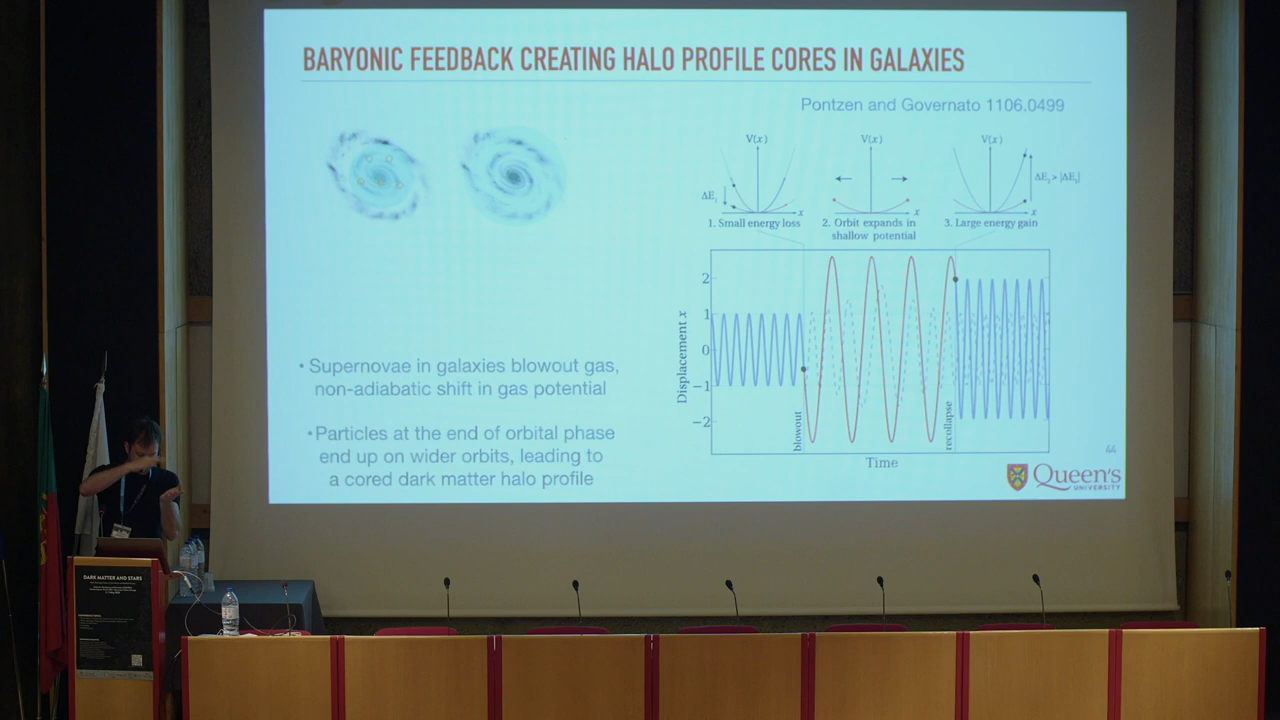 BARYONIC FEEDBACK CREATING HALO PROFILE CORES IN GALAXIES
Pontzen and Governato 1106.0499
V(x)
V(x)
V(x)
ΔE₁
x
x
x
ΔE₂ > |ΔE₁|
1. Small energy loss
2. Orbit expands in
shallow potential
3. Large energy gain
Displacement x
2
1
0
−1
−2
blowout
recollapse
Time
• Supernovae in galaxies blowout gas,
non-adiabatic shift in gas potential
• Particles at the end of orbital phase
end up on wider orbits, leading to
a cored dark matter halo profile
44
Queen's
UNIVERSITY
DARK MATTER AND STARS